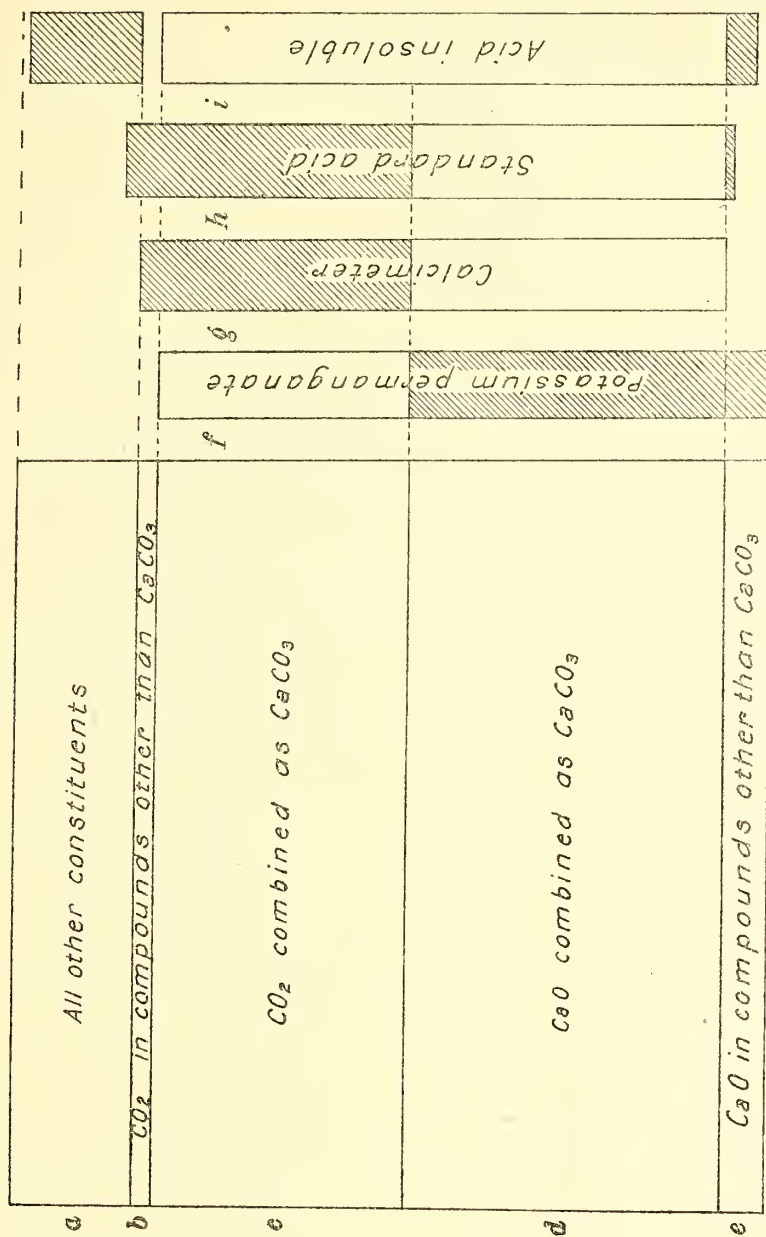 a
All other constituents
b
CO₂ in compounds other than CaCO₃
c
CO₂ combined as CaCO₃
d
CaO combined as CaCO₃
e
CaO in compounds other than CaCO₃
f
Potassium permanganate
g
Calcimeter
h
Standard acid
i
Acid insoluble